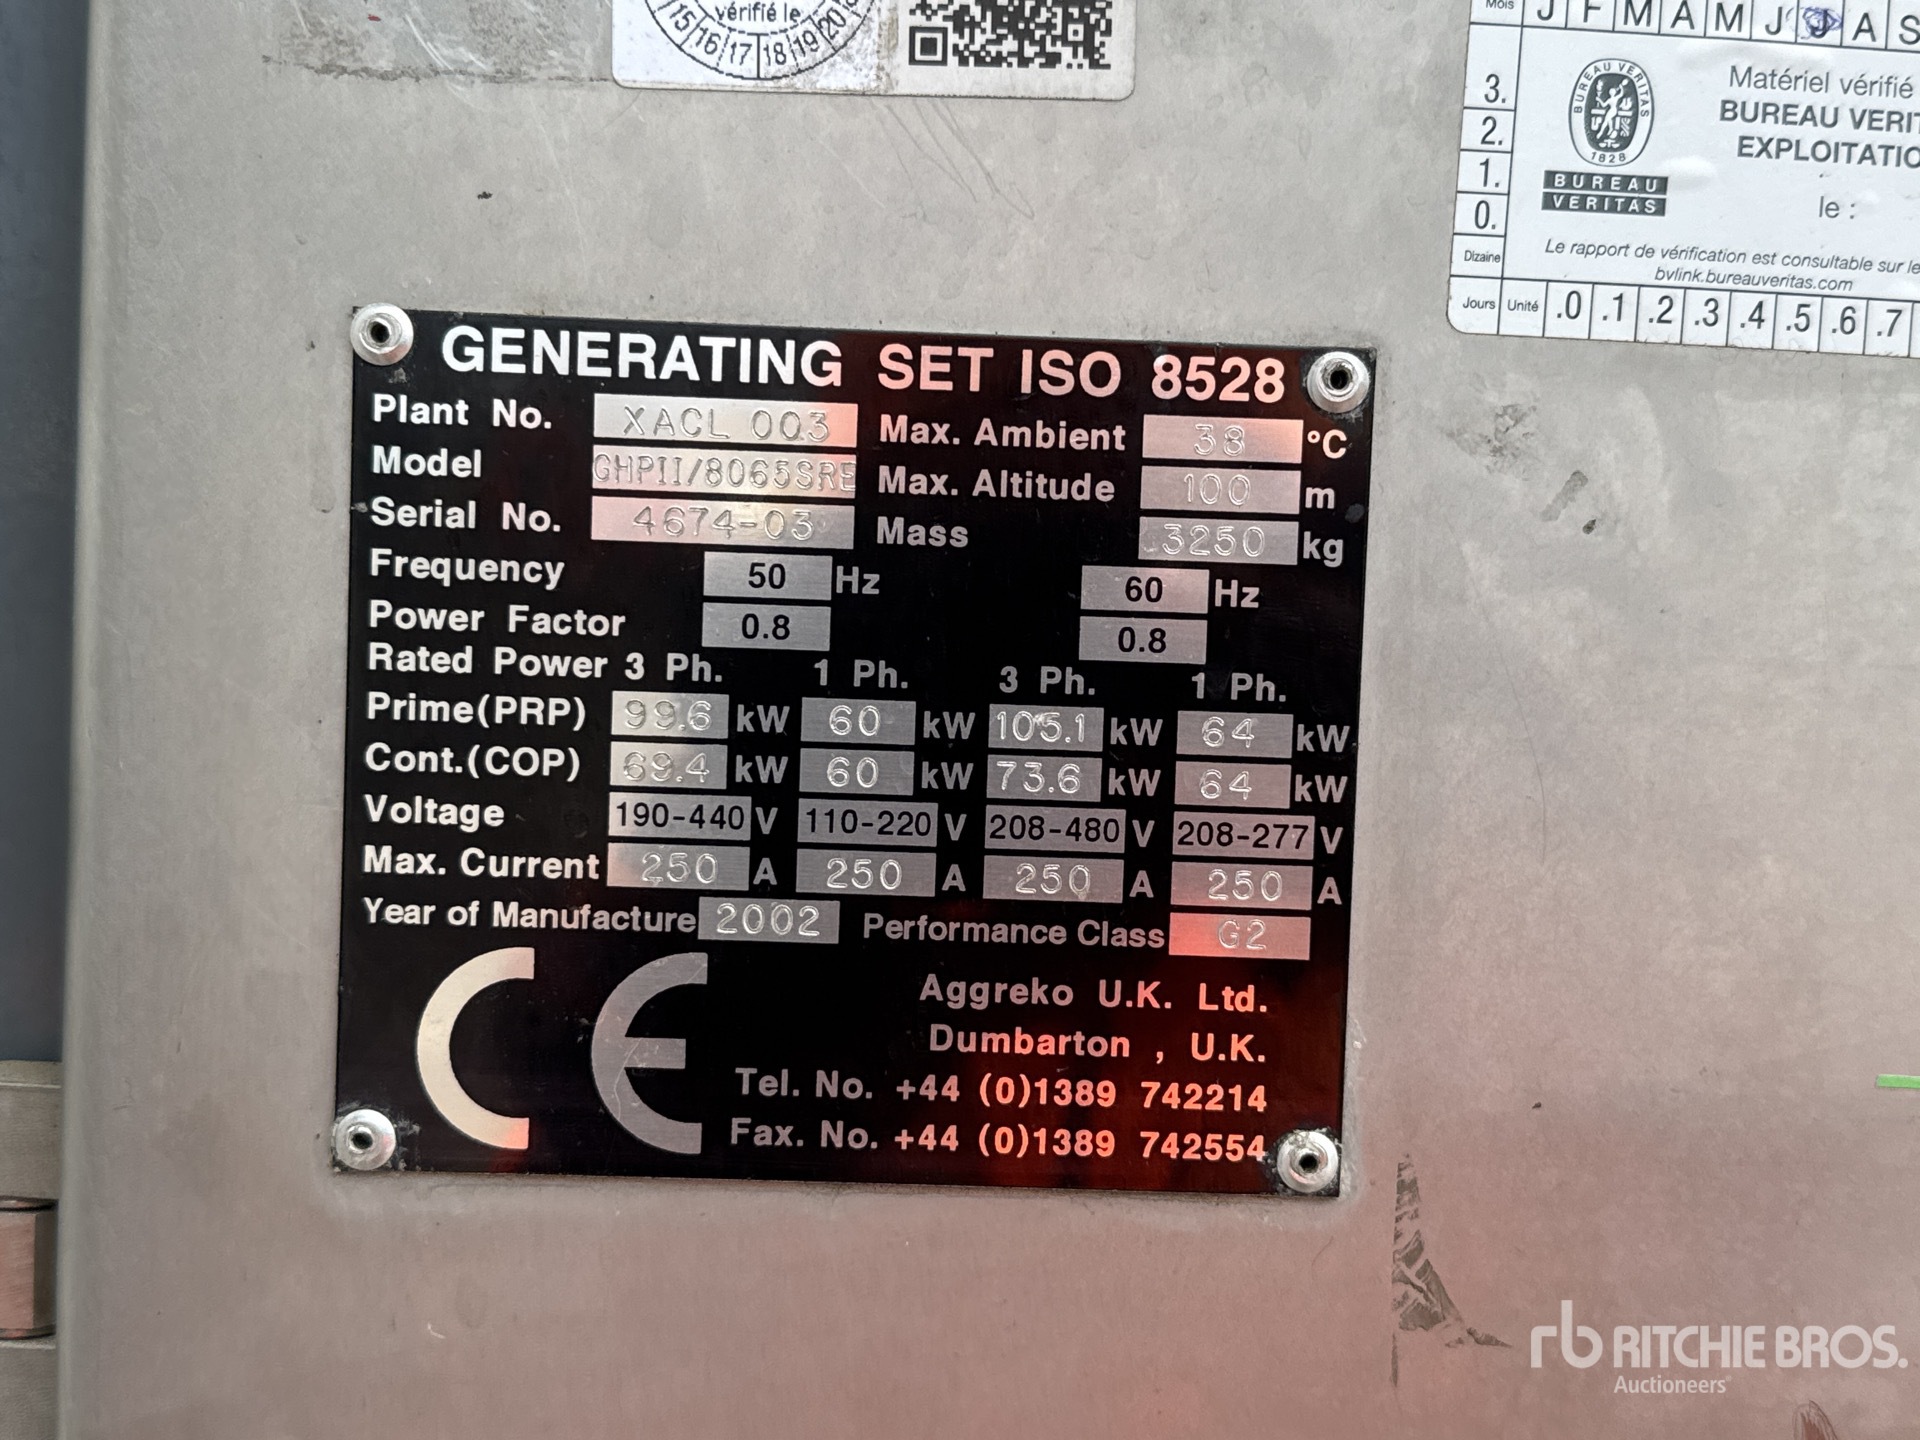 vérifié le
15 16 17 18 19 20
Mois J F M A M J J A S
3.
2.
1.
0.
Dizaine
Jours Unité .0 .1 .2 .3 .4 .5 .6 .7
BUREAU VERITAS
1828
BUREAU
VERITAS
Matériel vérifié
BUREAU
EXPLOITATIO
le :
Le rapport de vérification est consultable sur le
bvlink.bureauveritas.com
GENERATING SET ISO 8528
Plant No. XACL 003 Max. Ambient 38 °C
Model GHPII/8065SRE Max. Altitude 100 m
Serial No. 4674-03 Mass 3250 kg
Frequency 50 Hz 60 Hz
Power Factor 0.8 0.8
Rated Power 3 Ph. 1 Ph. 3 Ph. 1 Ph.
Prime(PRP) 99.6 kW 60 kW 105.1 kW 64 kW
Cont.(COP) 69.4 kW 60 kW 73.6 kW 64 kW
Voltage 190-440 V 110-220 V 208-480 V 208-277 V
Max. Current 250 A 250 A 250 A 250 A
Year of Manufacture 2002 Performance Class G2
CE
Aggreko U.K. Ltd.
Dumbarton , U.K.
Tel. No. +44 (0)1389 742214
Fax. No. +44 (0)1389 742554
rb RITCHIE BROS.
Auctioneers